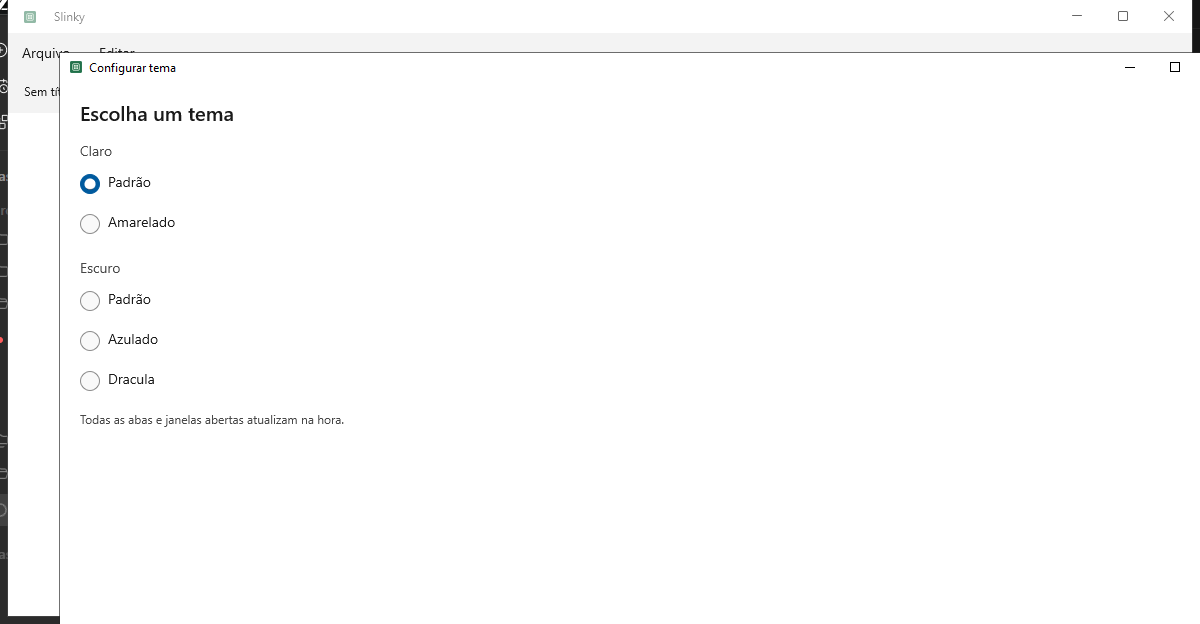 Slinky
Arquivo Editar
Configurar tema
Sem tít
Escolha um tema
Claro
Padrão
Amarelado
Escuro
Padrão
Azulado
Dracula
Todas as abas e janelas abertas atualizam na hora.